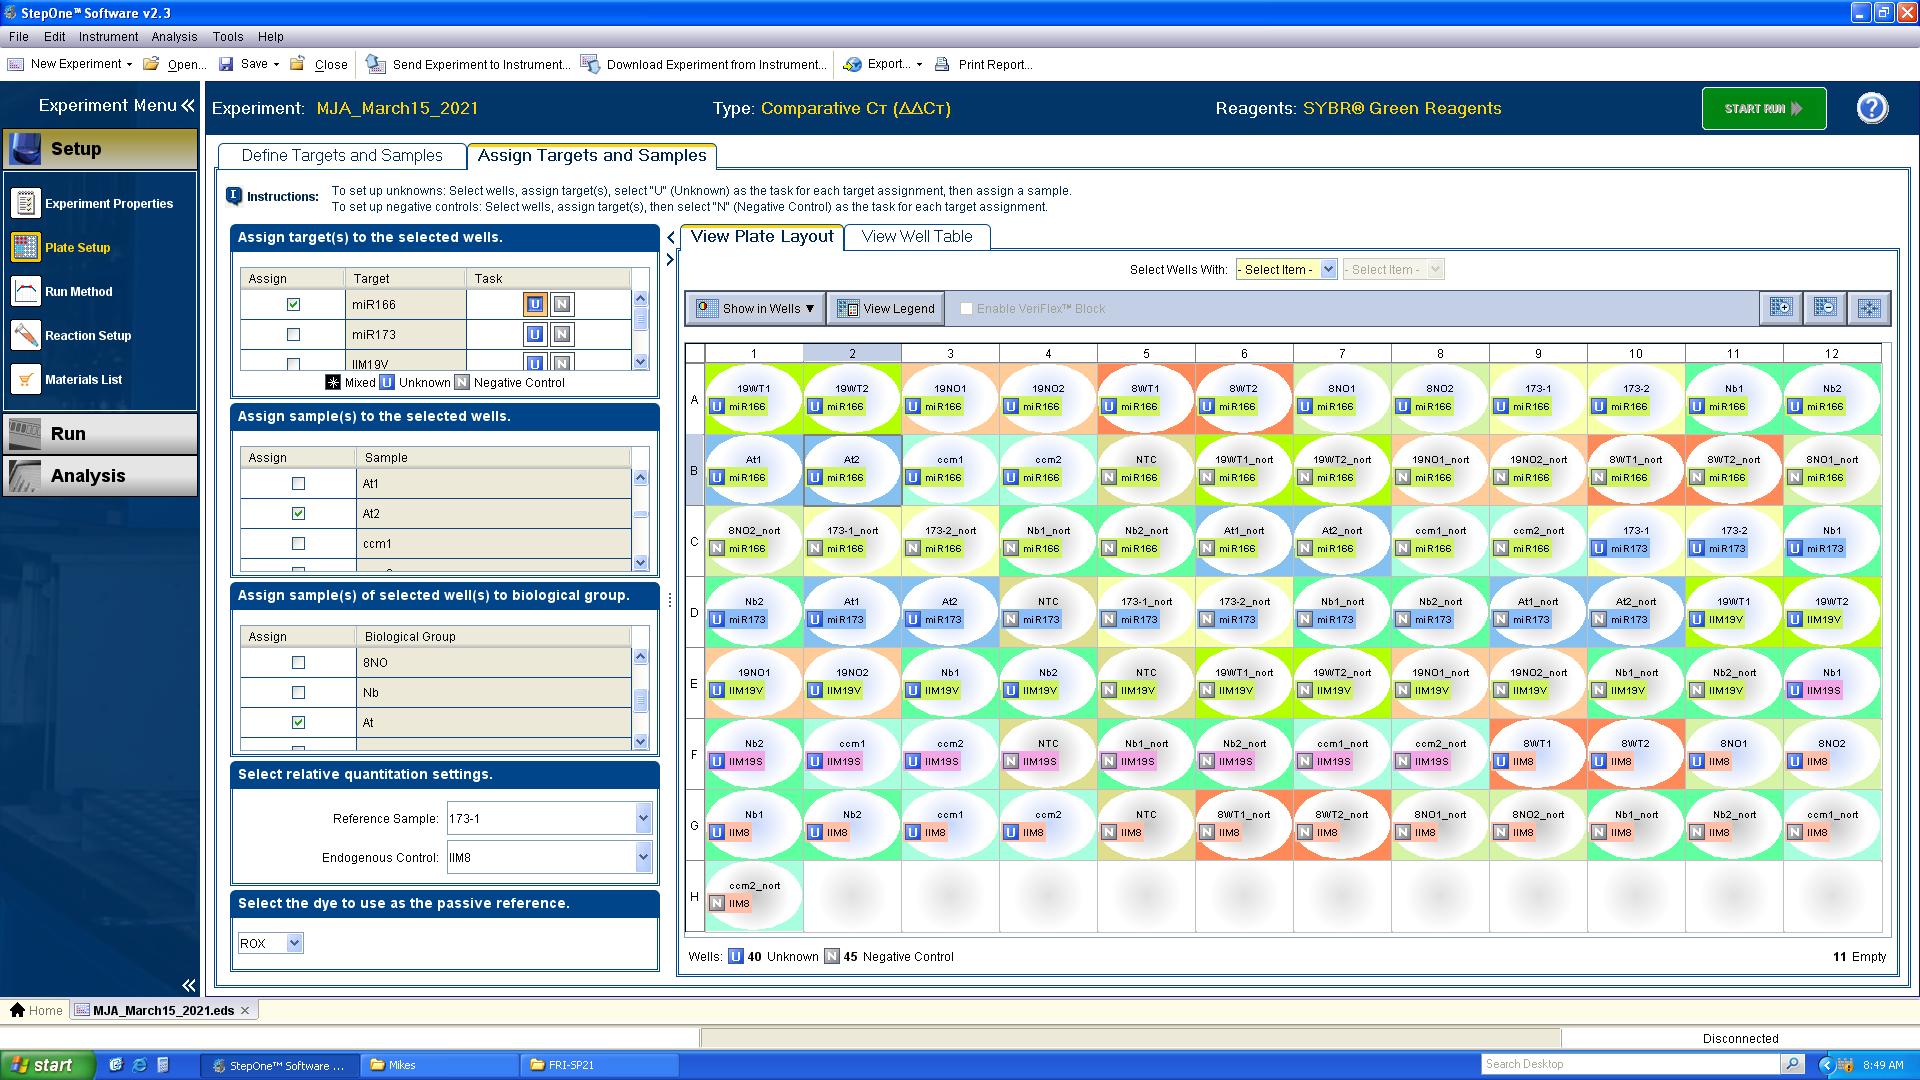 StepOne™ Software v2.3
File Edit Instrument Analysis Tools Help
New Experiment Open... Save Close Send Experiment to Instrument... Download Experiment from Instrument... Export... Print Report...
Experiment Menu «
Experiment: MJA_March15_2021 Type: Comparative CT (ΔΔCT) Reagents: SYBR® Green Reagents START RUN
Setup
Experiment Properties
Plate Setup
Run Method
Reaction Setup
Materials List
Run
Analysis
Define Targets and Samples Assign Targets and Samples
Instructions: To set up unknowns: Select wells, assign target(s), select "U" (Unknown) as the task for each target assignment, then assign a sample.
To set up negative controls: Select wells, assign target(s), then select "N" (Negative Control) as the task for each target assignment.
Assign target(s) to the selected wells.
Assign Target Task
miR166 U N
miR173 U N
IIM19V U N
Mixed U Unknown N Negative Control
Assign sample(s) to the selected wells.
Assign Sample
At1
At2
ccm1
Assign sample(s) of selected well(s) to biological group.
Assign Biological Group
8NO
Nb
At
Select relative quantitation settings.
Reference Sample: 173-1
Endogenous Control: IIM8
Select the dye to use as the passive reference.
ROX
View Plate Layout View Well Table
Select Wells With: - Select Item - - Select Item -
Show in Wells ▼ View Legend Enable VeriFlex™ Block
1 2 3 4 5 6 7 8 9 10 11 12
A
19WT1 19WT2 19NO1 19NO2 8WT1 8WT2 8NO1 8NO2 173-1 173-2 Nb1 Nb2
U miR166 U miR166 U miR166 U miR166 U miR166 U miR166 U miR166 U miR166 U miR166 U miR166 U miR166 U miR166
B
At1 At2 ccm1 ccm2 NTC 19WT1_nort 19WT2_nort 19NO1_nort 19NO2_nort 8WT1_nort 8WT2_nort 8NO1_nort
U miR166 U miR166 U miR166 U miR166 N miR166 N miR166 N miR166 N miR166 N miR166 N miR166 N miR166 N miR166
C
8NO2_nort 173-1_nort 173-2_nort Nb1_nort Nb2_nort At1_nort At2_nort ccm1_nort ccm2_nort 173-1 173-2 Nb1
N miR166 N miR166 N miR166 N miR166 N miR166 N miR166 N miR166 N miR166 N miR166 U miR173 U miR173 U miR173
D
Nb2 At1 At2 NTC 173-1_nort 173-2_nort Nb1_nort Nb2_nort At1_nort At2_nort 19WT1 19WT2
U miR173 U miR173 U miR173 N miR173 N miR173 N miR173 N miR173 N miR173 N miR173 N miR173 U IIM19V U IIM19V
E
19NO1 19NO2 Nb1 Nb2 NTC 19WT1_nort 19WT2_nort 19NO1_nort 19NO2_nort Nb1_nort Nb2_nort Nb1
U IIM19V U IIM19V U IIM19V U IIM19V N IIM19V N IIM19V N IIM19V N IIM19V N IIM19V N IIM19V N IIM19V U IIM19S
F
Nb2 ccm1 ccm2 NTC Nb1_nort Nb2_nort ccm1_nort ccm2_nort 8WT1 8WT2 8NO1 8NO2
U IIM19S U IIM19S U IIM19S N IIM19S N IIM19S N IIM19S N IIM19S N IIM19S U IIM8 U IIM8 U IIM8 U IIM8
G
Nb1 Nb2 ccm1 ccm2 NTC 8WT1_nort 8WT2_nort 8NO1_nort 8NO2_nort Nb1_nort Nb2_nort ccm1_nort
U IIM8 U IIM8 U IIM8 U IIM8 N IIM8 N IIM8 N IIM8 N IIM8 N IIM8 N IIM8 N IIM8 N IIM8
H
ccm2_nort
N IIM8
Wells: U 40 Unknown N 45 Negative Control 11 Empty
Home MJA_March15_2021.eds
Disconnected
start StepOne™ Software ... Mikes FRI-SP21 Search Desktop 8:49 AM